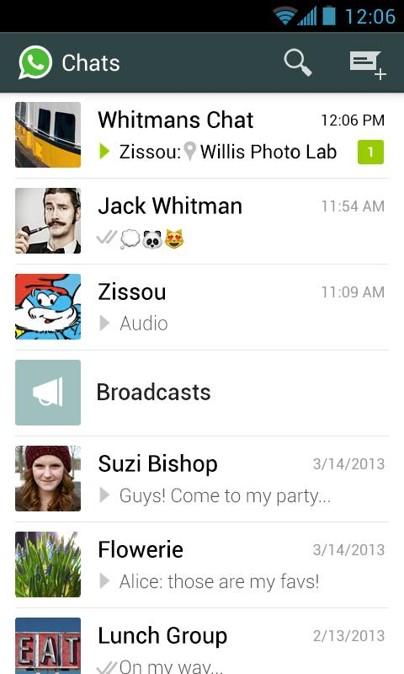 12:06
Chats
Whitmans Chat 12:06 PM
Zissou: Willis Photo Lab 1
Jack Whitman 11:54 AM
💭🐼😻
Zissou 11:09 AM
Audio
Broadcasts
Suzi Bishop 3/14/2013
Guys! Come to my party...
Flowerie 3/14/2013
Alice: those are my favs!
Lunch Group 2/13/2013
EAT On my way...